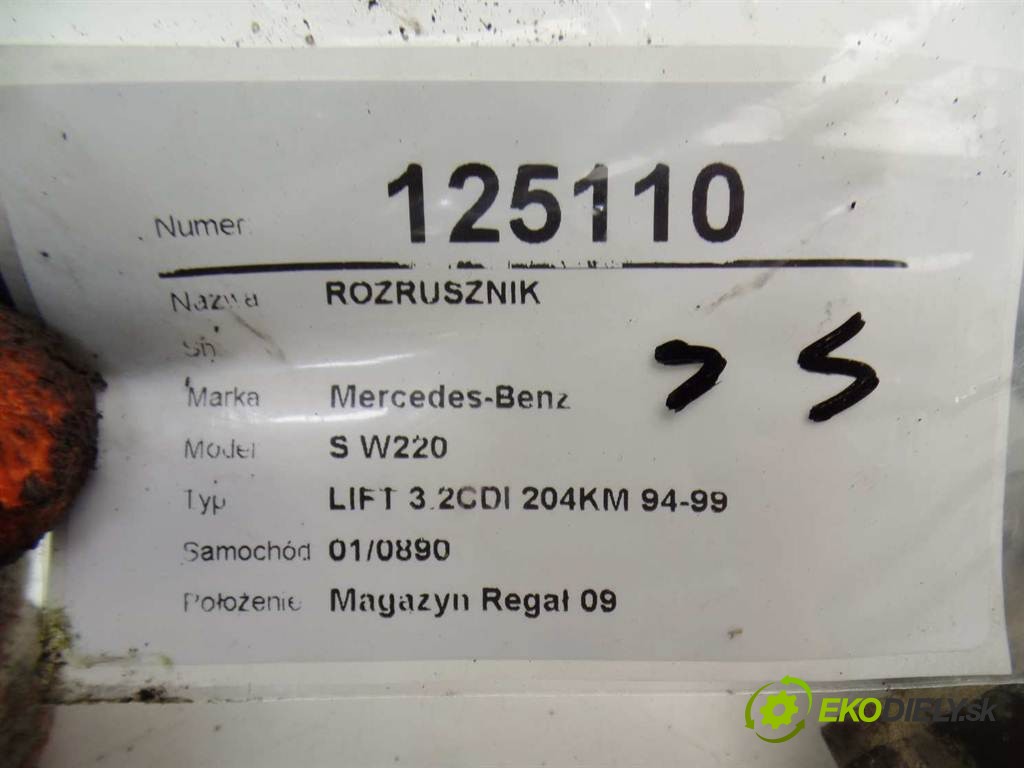 Numer 125110
Nazwa ROZRUSZNIK
Sn
Marka Mercedes-Benz
Model S W220
Typ LIFT 3.2CDI 204KM 94-99
Samochód 01/0890
Położenie Magazyn Regał 09
EKODIELY.sk